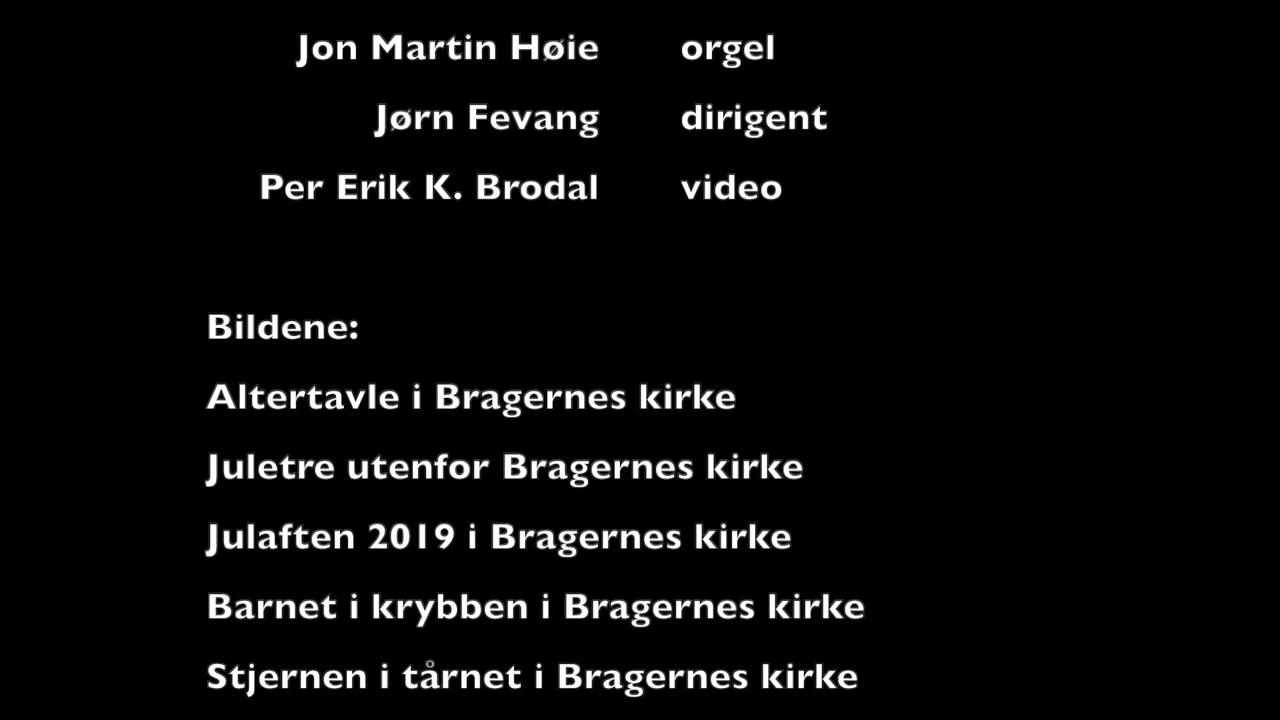 Jon Martin Høie orgel
Jørn Fevang dirigent
Per Erik K. Brodal video
Bildene:
Altertavle i Bragernes kirke
Juletre utenfor Bragernes kirke
Julaften 2019 i Bragernes kirke
Barnet i krybben i Bragernes kirke
Stjernen i tårnet i Bragernes kirke